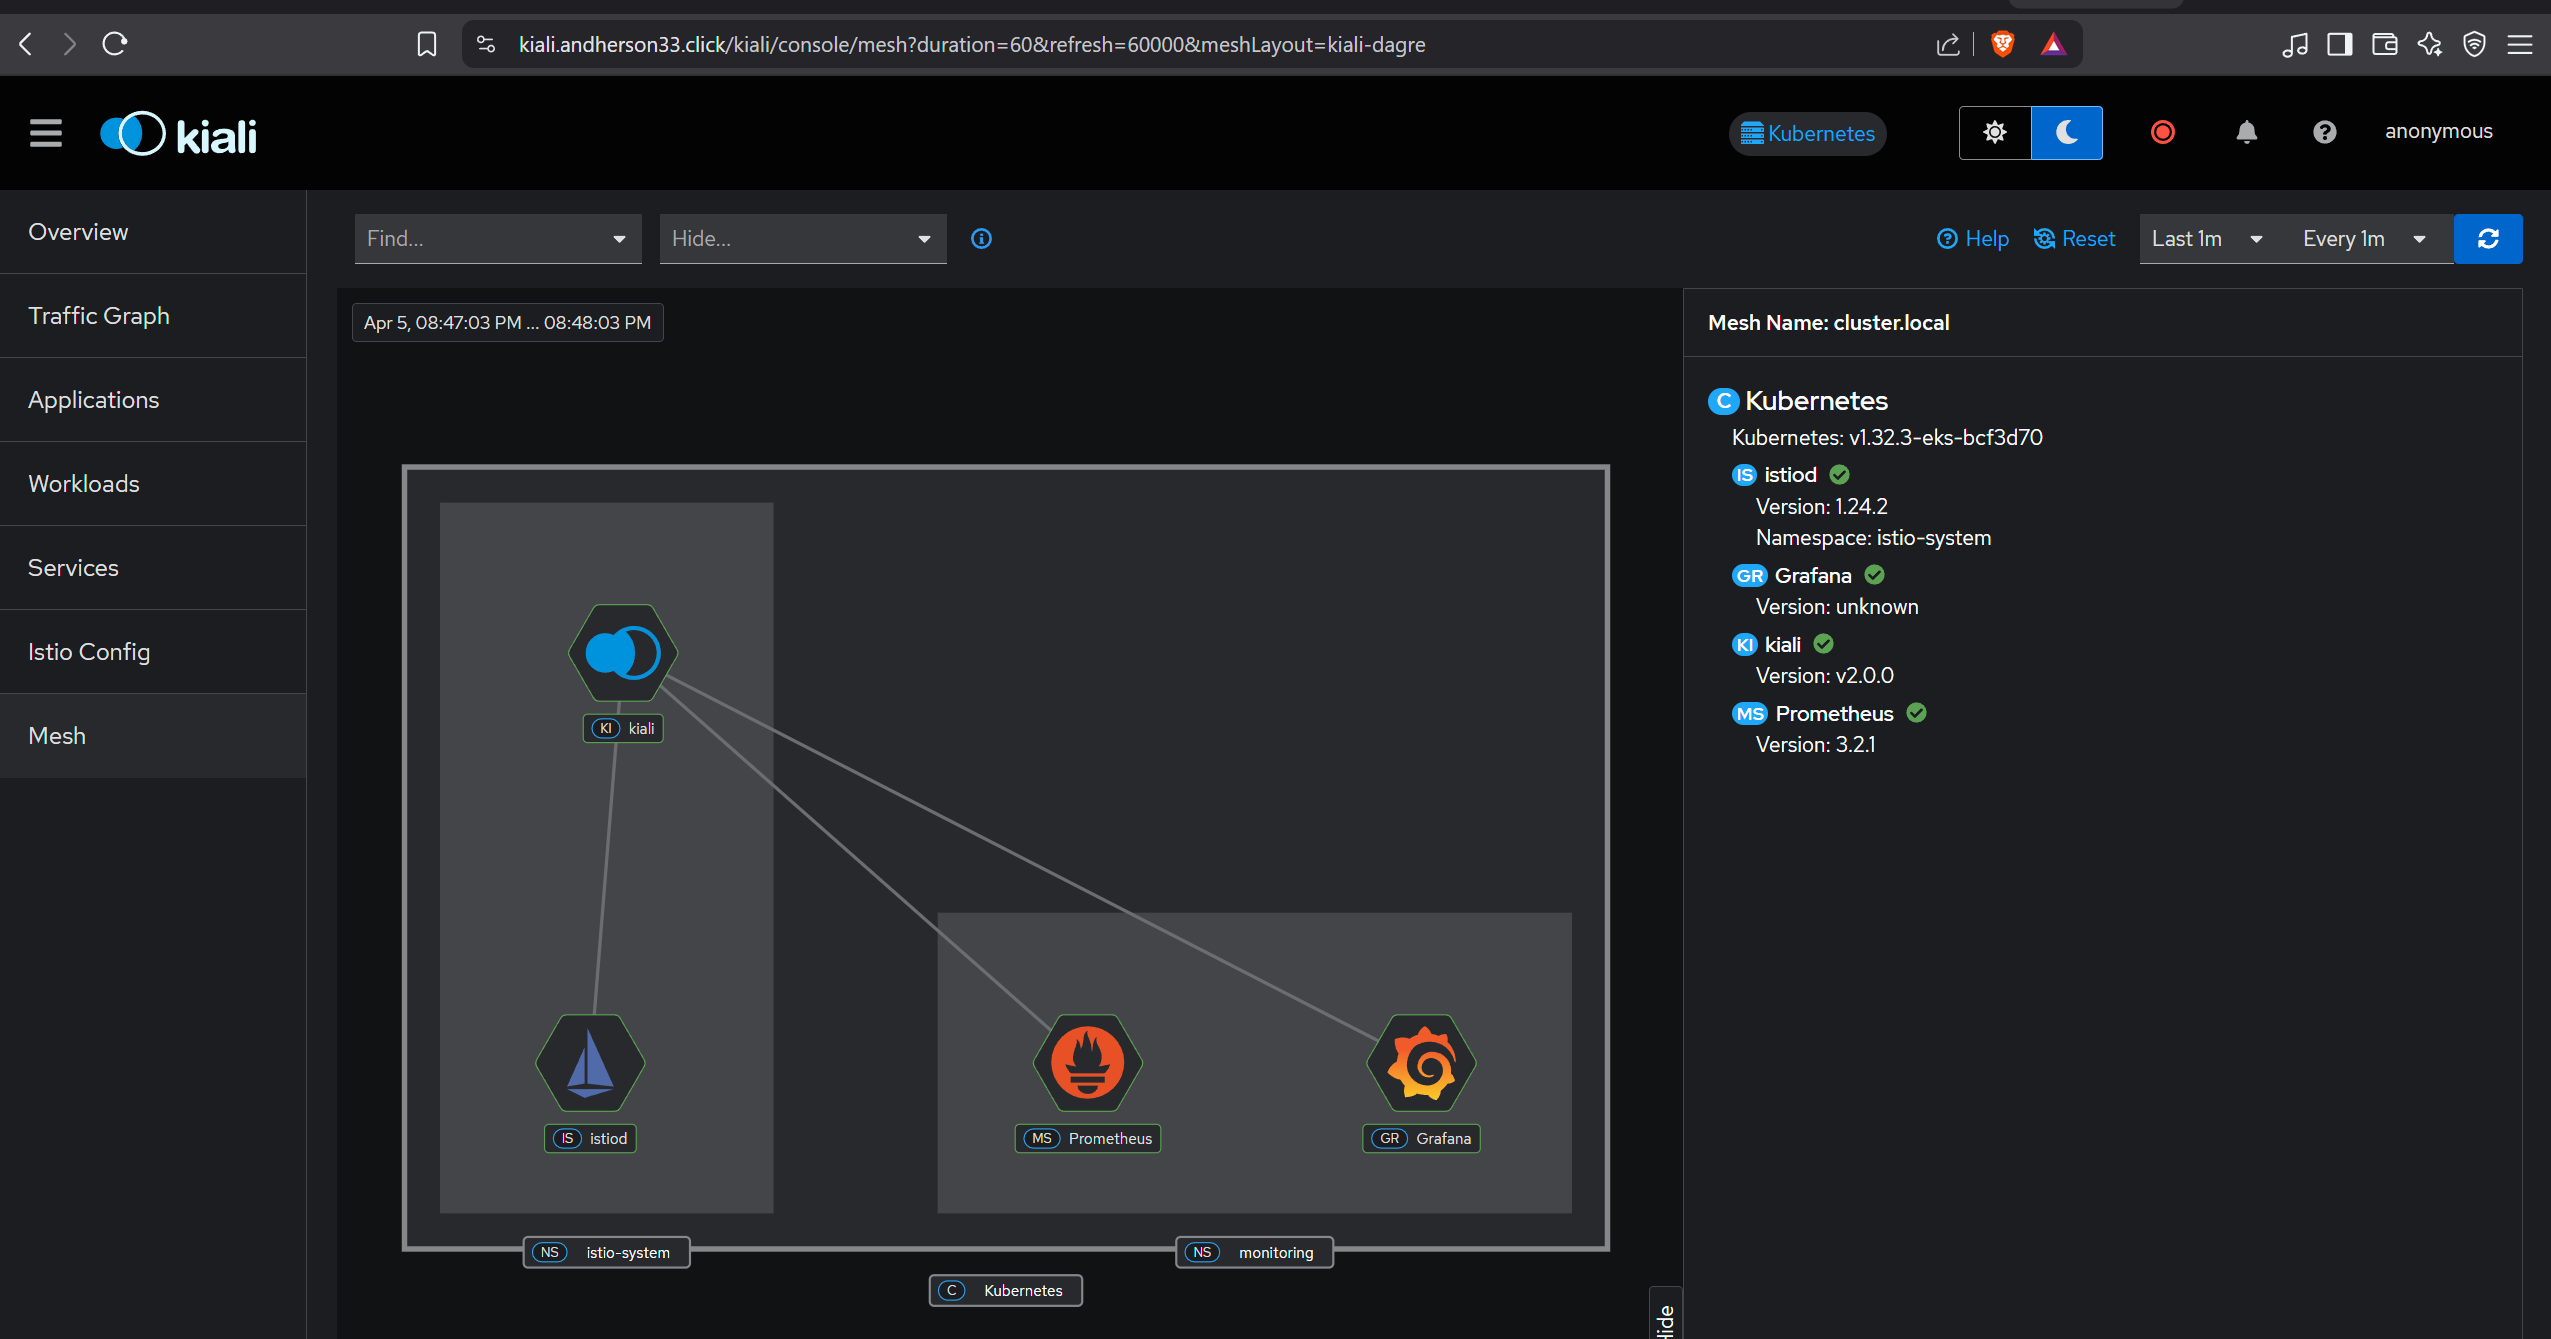 kiali.andherson33.click/kiali/console/mesh?duration=60&refresh=60000&meshLayout=kiali-dagre
kiali
Kubernetes
anonymous
Overview
Traffic Graph
Applications
Workloads
Services
Istio Config
Mesh
Find...
Hide...
Help
Reset
Last 1m
Every 1m
Apr 5, 08:47:03 PM ... 08:48:03 PM
KI kiali
IS istiod
MS Prometheus
GR Grafana
NS istio-system
NS monitoring
C Kubernetes
Hide
Mesh Name: cluster.local
C Kubernetes
Kubernetes: v1.32.3-eks-bcf3d70
IS istiod
Version: 1.24.2
Namespace: istio-system
GR Grafana
Version: unknown
KI kiali
Version: v2.0.0
MS Prometheus
Version: 3.2.1